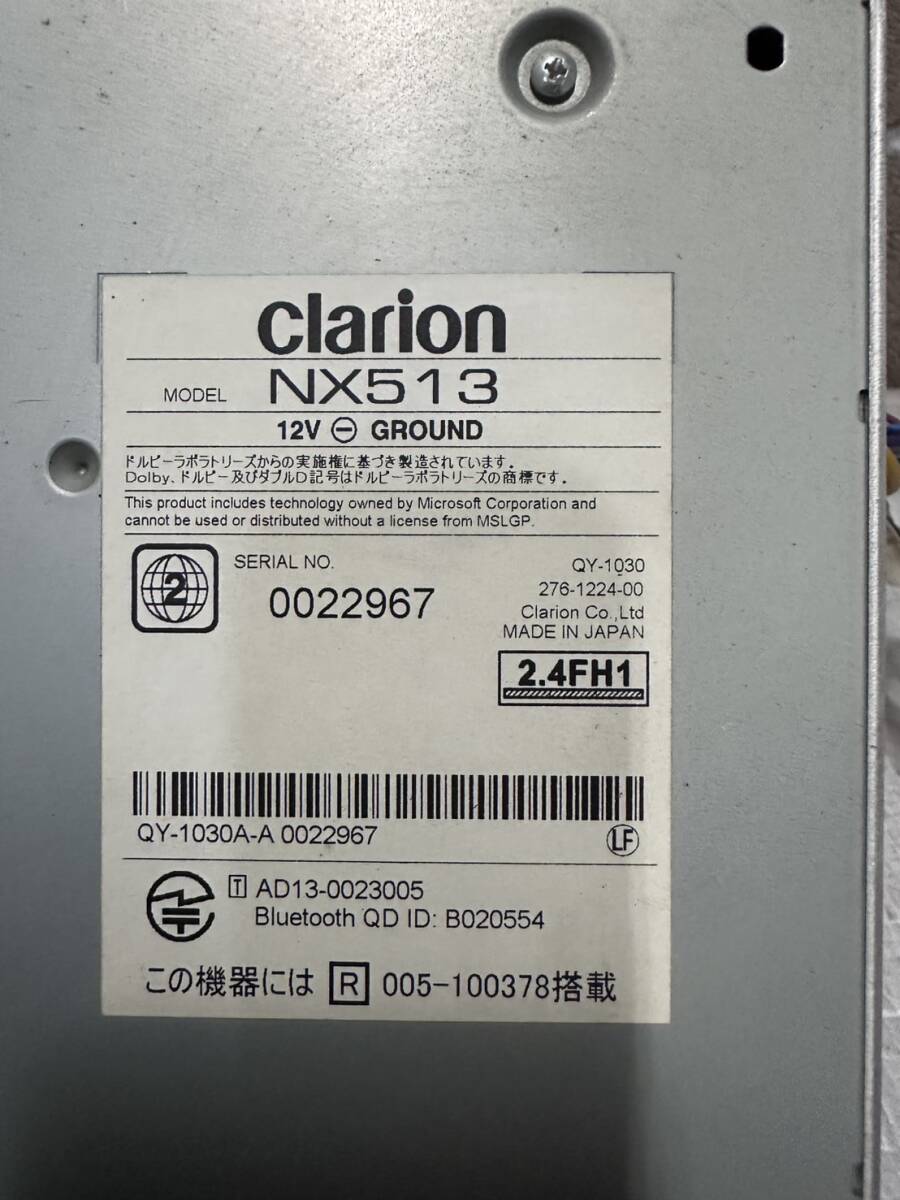 clarion
MODEL NX513
12V ⊖ GROUND
ドルビーラボラトリーズからの実施権に基づき製造されています.
Dolby、ドルビー及びダブルD記号はドルビーラボラトリーズの商標です.
This product includes technology owned by Microsoft Corporation and
cannot be used or distributed without a license from MSLGP.
2
SERIAL NO.
0022967
QY-1030
276-1224-00
Clarion Co.,Ltd
MADE IN JAPAN
2.4FH1
QY-1030A-A 0022967
LF
T AD13-0023005
Bluetooth QD ID: B020554
この機器には R 005-100378搭載